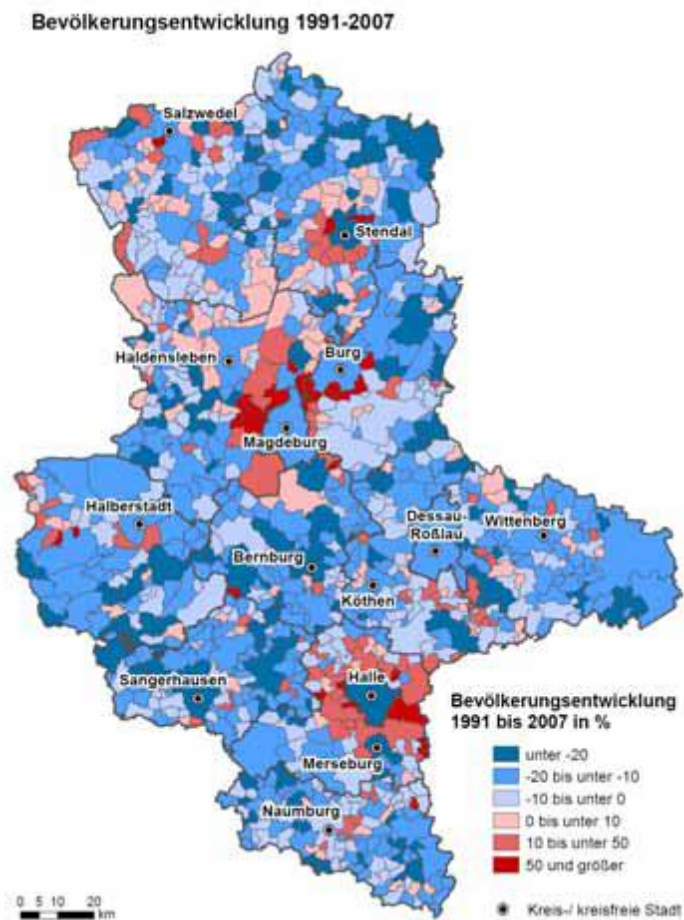 Bevölkerungsentwicklung 1991-2007
Salzwedel
Stendal
Haldensleben
Burg
Magdeburg
Halberstadt
Dessau-
Roßlau
Wittenberg
Bernburg
Köthen
Sangerhausen
Halle
Merseburg
Naumburg
Bevölkerungsentwicklung
1991 bis 2007 in %
unter -20
-20 bis unter -10
-10 bis unter 0
0 bis unter 10
10 bis unter 50
50 und größer
Kreis-/ kreisfreie Stadt
0 5 10 20
km